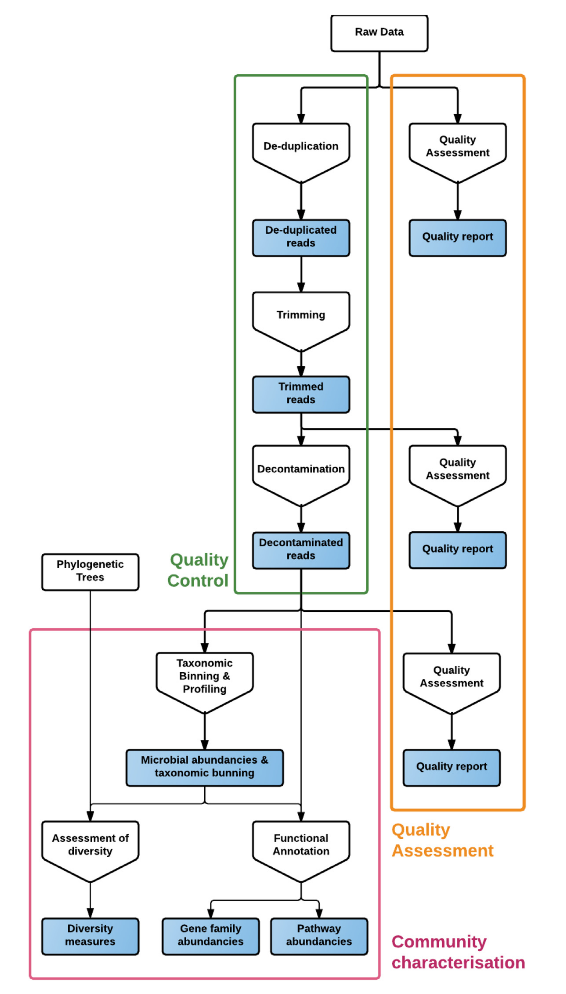 Raw Data
De-duplication
Quality
Assessment
De-duplicated
reads
Quality report
Trimming
Trimmed
reads
Decontamination
Quality
Assessment
Decontaminated
reads
Quality report
Quality
Control
Phylogenetic
Trees
Taxonomic
Binning &
Profiling
Quality
Assessment
Microbial abundances &
taxonomic bunning
Quality report
Assessment of
diversity
Functional
Annotation
Quality
Assessment
Diversity
measures
Gene family
abundancies
Pathway
abundancies
Community
characterisation